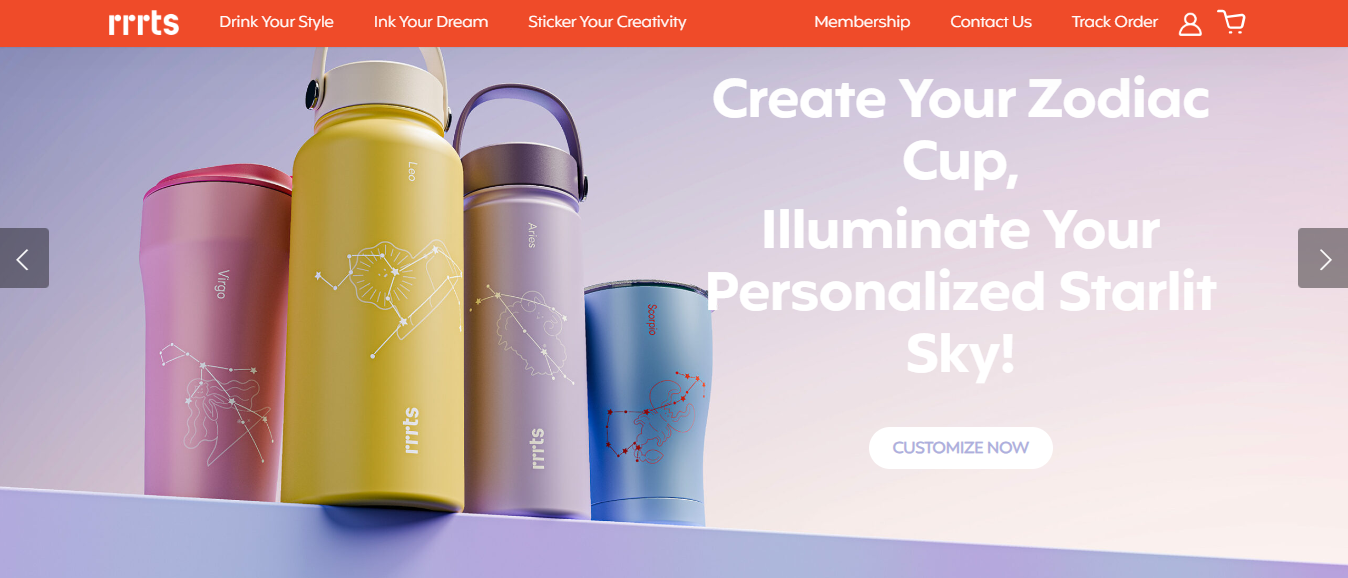 rrrts
Drink Your Style
Ink Your Dream
Sticker Your Creativity
Membership
Contact Us
Track Order
Create Your Zodiac
Cup,
Illuminate Your
Personalized Starlit
Sky!
CUSTOMIZE NOW
Virgo
Leo
rrrts
Aries
rrrts
Scorpio